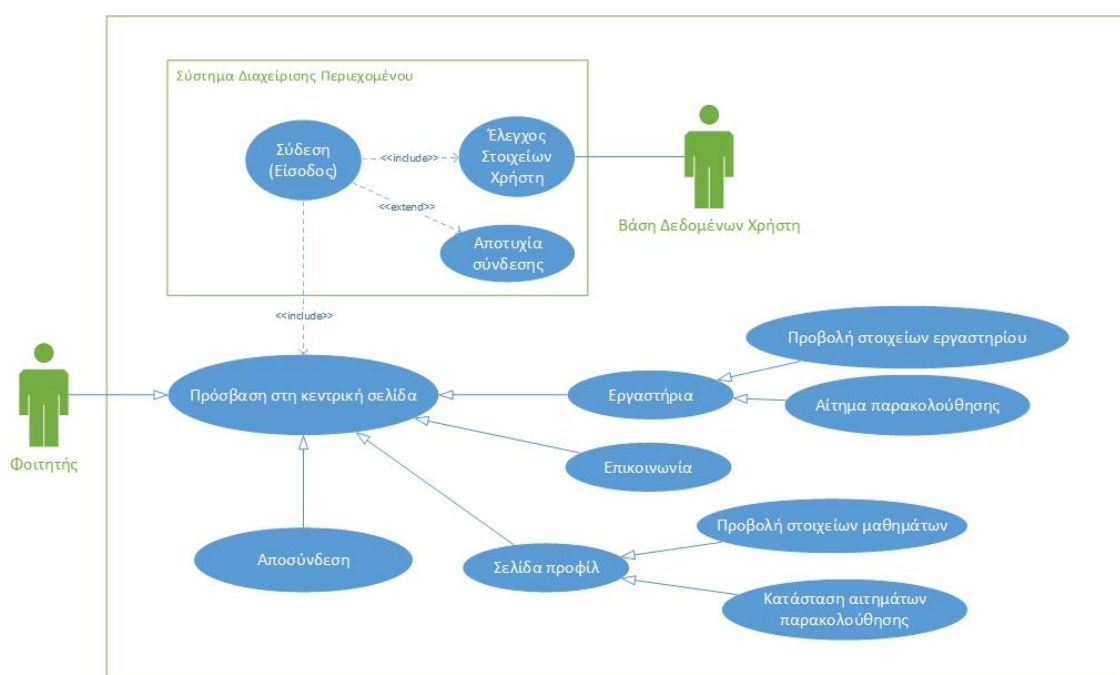 Σύστημα Διαχείρισης Περιεχομένου
Σύδεση
(Είσοδος)
<<include>>
Έλεγχος
Στοιχείων
Χρήστη
<<extend>>
Αποτυχία
σύνδεσης
Βάση Δεδομένων Χρήστη
<<include>>
Φοιτητής
Πρόσβαση στη κεντρική σελίδα
Εργαστήρια
Προβολή στοιχείων εργαστηρίου
Αίτημα παρακολούθησης
Επικοινωνία
Αποσύνδεση
Σελίδα προφίλ
Προβολή στοιχείων μαθημάτων
Κατάσταση αιτημάτων
παρακολούθησης